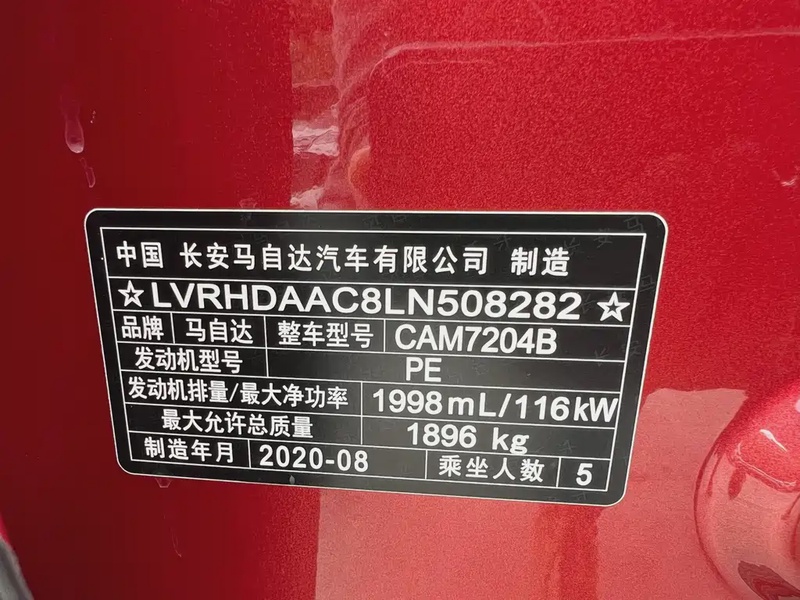 中国 长安马自达汽车有限公司 制造
☆LVRHDAAC8LN508282☆
品牌 马自达 整车型号 CAM7204B
发动机型号 PE
发动机排量/最大净功率 1998mL/116kW
最大允许总质量 1896 kg
制造年月 2020-08 乘坐人数 5